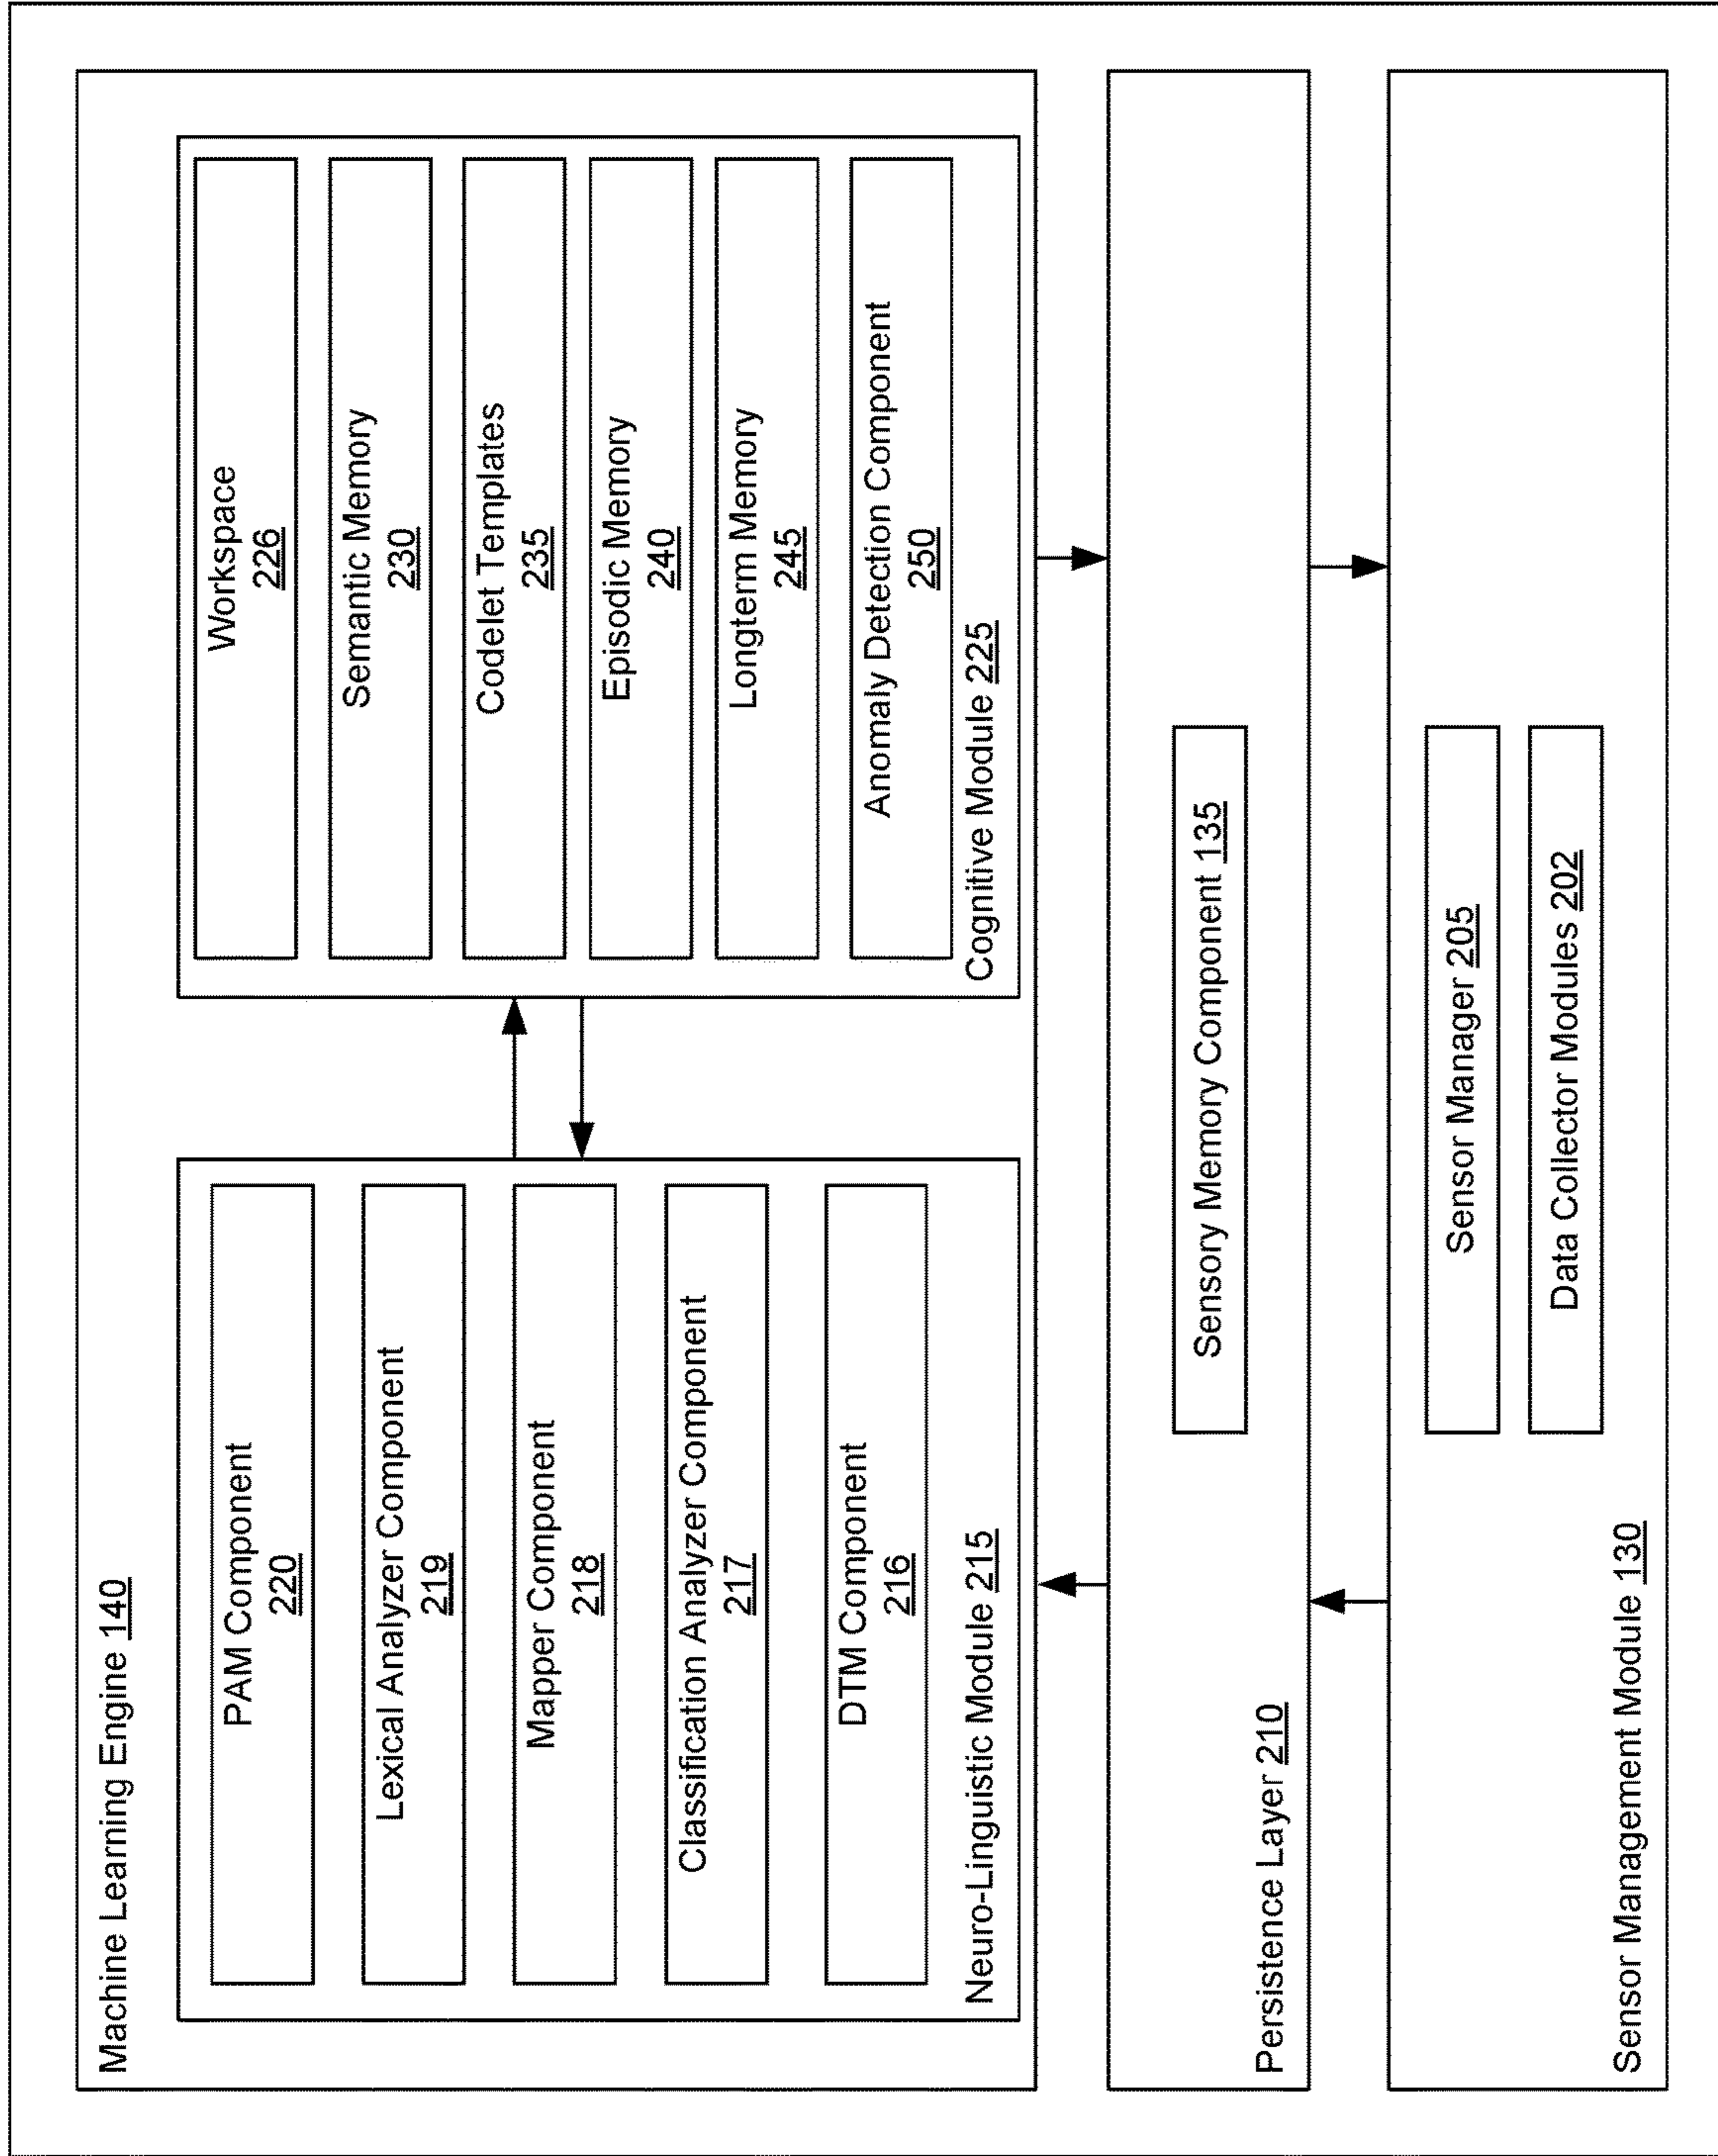 Machine Learning Engine 140
PAM Component
220
Lexical Analyzer Component
219
Mapper Component
218
Classification Analyzer Component
217
DTM Component
216
Neuro-Linguistic Module 215
Workspace
226
Semantic Memory
230
Codelet Templates
235
Episodic Memory
240
Longterm Memory
245
Anomaly Detection Component
250
Cognitive Module 225
Sensory Memory Component 135
Persistence Layer 210
Sensor Manager 205
Data Collector Modules 202
Sensor Management Module 130